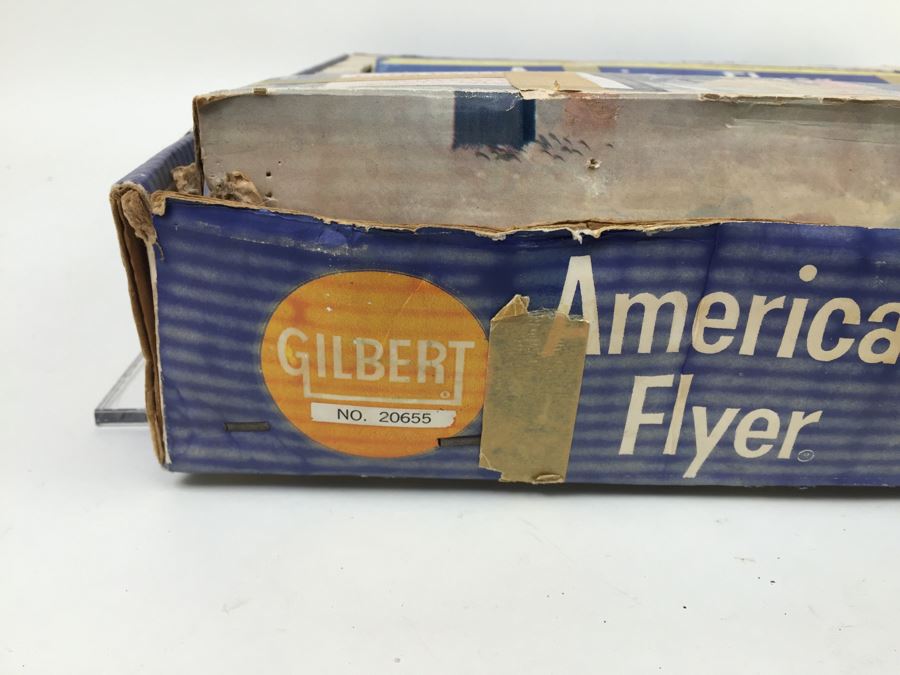 GILBERT
NO. 20655
America
Flyer